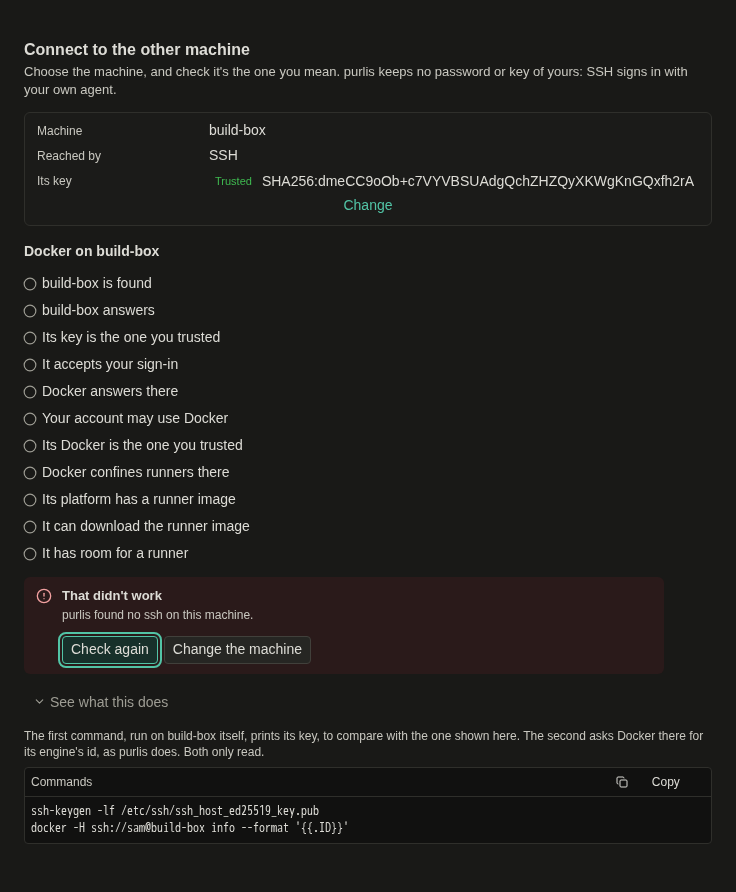 Connect to the other machine
Choose the machine, and check it's the one you mean. purlis keeps no password or key of yours: SSH signs in with
your own agent.
Machine build-box
Reached by SSH
Its key Trusted SHA256:dmeCC9oOb+c7VYVBSUAdgQchZHZQyXKWgKnGQxfh2rA
Change
Docker on build-box
build-box is found
build-box answers
Its key is the one you trusted
It accepts your sign-in
Docker answers there
Your account may use Docker
Its Docker is the one you trusted
Docker confines runners there
Its platform has a runner image
It can download the runner image
It has room for a runner
That didn't work
purlis found no ssh on this machine.
Check again Change the machine
See what this does
The first command, run on build-box itself, prints its key, to compare with the one shown here. The second asks Docker there for
its engine's id, as purlis does. Both only read.
Commands Copy
ssh-keygen -lf /etc/ssh/ssh_host_ed25519_key.pub
docker -H ssh://sam@build-box info --format '{{.ID}}'